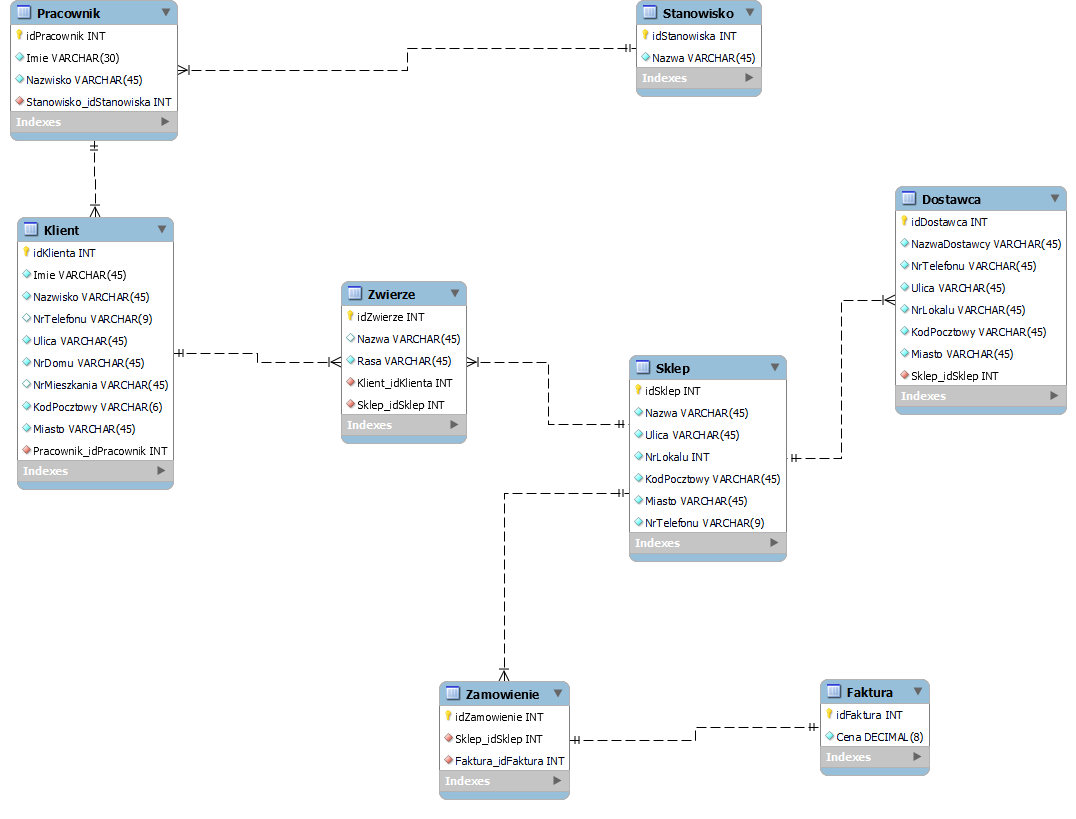 Pracownik
idPracownik INT
Imie VARCHAR(30)
Nazwisko VARCHAR(45)
Stanowisko_idStanowiska INT
Indexes
Stanowisko
idStanowiska INT
Nazwa VARCHAR(45)
Indexes
Klient
idKlienta INT
Imie VARCHAR(45)
Nazwisko VARCHAR(45)
NrTelefonu VARCHAR(9)
Ulica VARCHAR(45)
NrDomu VARCHAR(45)
NrMieszkania VARCHAR(45)
KodPocztowy VARCHAR(6)
Miasto VARCHAR(45)
Pracownik_idPracownik INT
Indexes
Zwierze
idZwierze INT
Nazwa VARCHAR(45)
Rasa VARCHAR(45)
Klient_idKlienta INT
Sklep_idSklep INT
Indexes
Sklep
idSklep INT
Nazwa VARCHAR(45)
Ulica VARCHAR(45)
NrLokalu INT
KodPocztowy VARCHAR(45)
Miasto VARCHAR(45)
NrTelefonu VARCHAR(9)
Indexes
Dostawca
idDostawca INT
NazwaDostawcy VARCHAR(45)
NrTelefonu VARCHAR(45)
Ulica VARCHAR(45)
NrLokalu VARCHAR(45)
KodPocztowy VARCHAR(45)
Miasto VARCHAR(45)
Sklep_idSklep INT
Indexes
Zamowienie
idZamowienie INT
Sklep_idSklep INT
Faktura_idFaktura INT
Indexes
Faktura
idFaktura INT
Cena DECIMAL(8)
Indexes